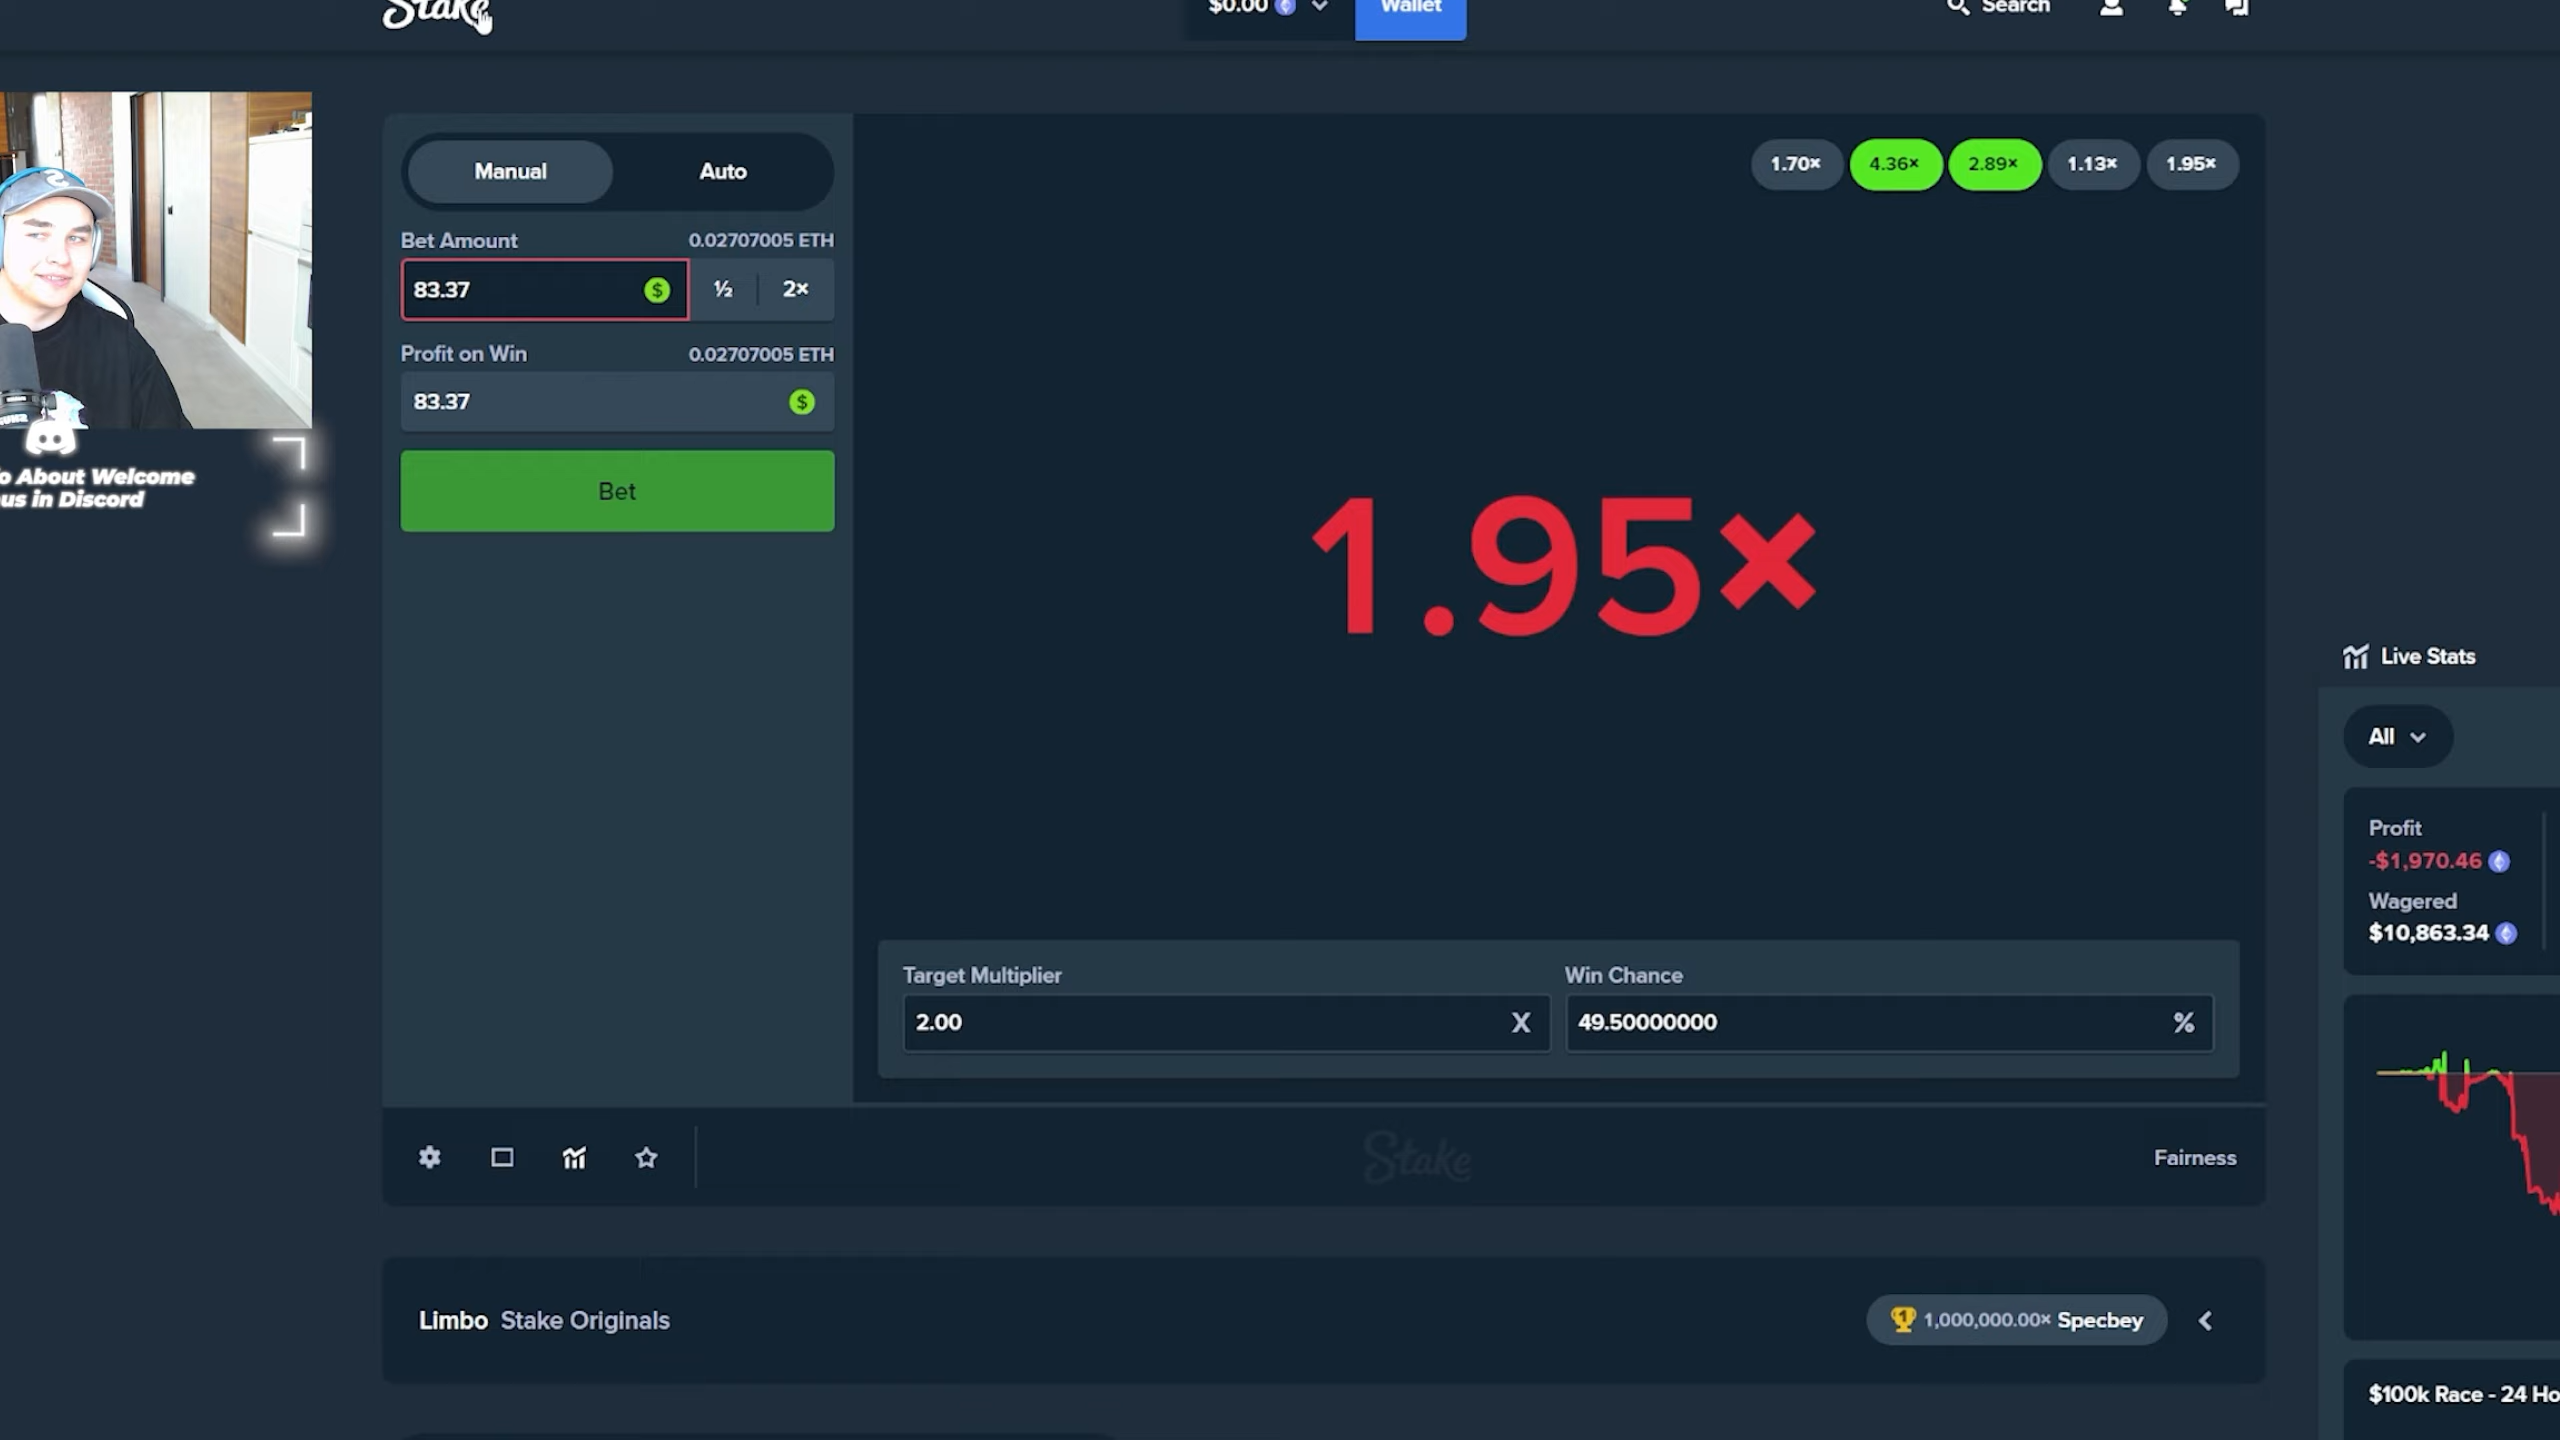 Stake
$0.00
Wallet
Search
Manual
Auto
1.70×
4.36×
2.89×
1.13×
1.95×
Bet Amount
0.02707005 ETH
83.37
$
½
2×
Profit on Win
0.02707005 ETH
83.37
$
Bet
About Welcome
us in Discord
1.95×
Live Stats
All
Profit
-$1,970.46
Wagered
$10,863.34
Target Multiplier
Win Chance
2.00
X
49.50000000
%
Stake
Fairness
Limbo Stake Originals
1
1,000,000.00× Specbey
$100k Race - 24 Ho